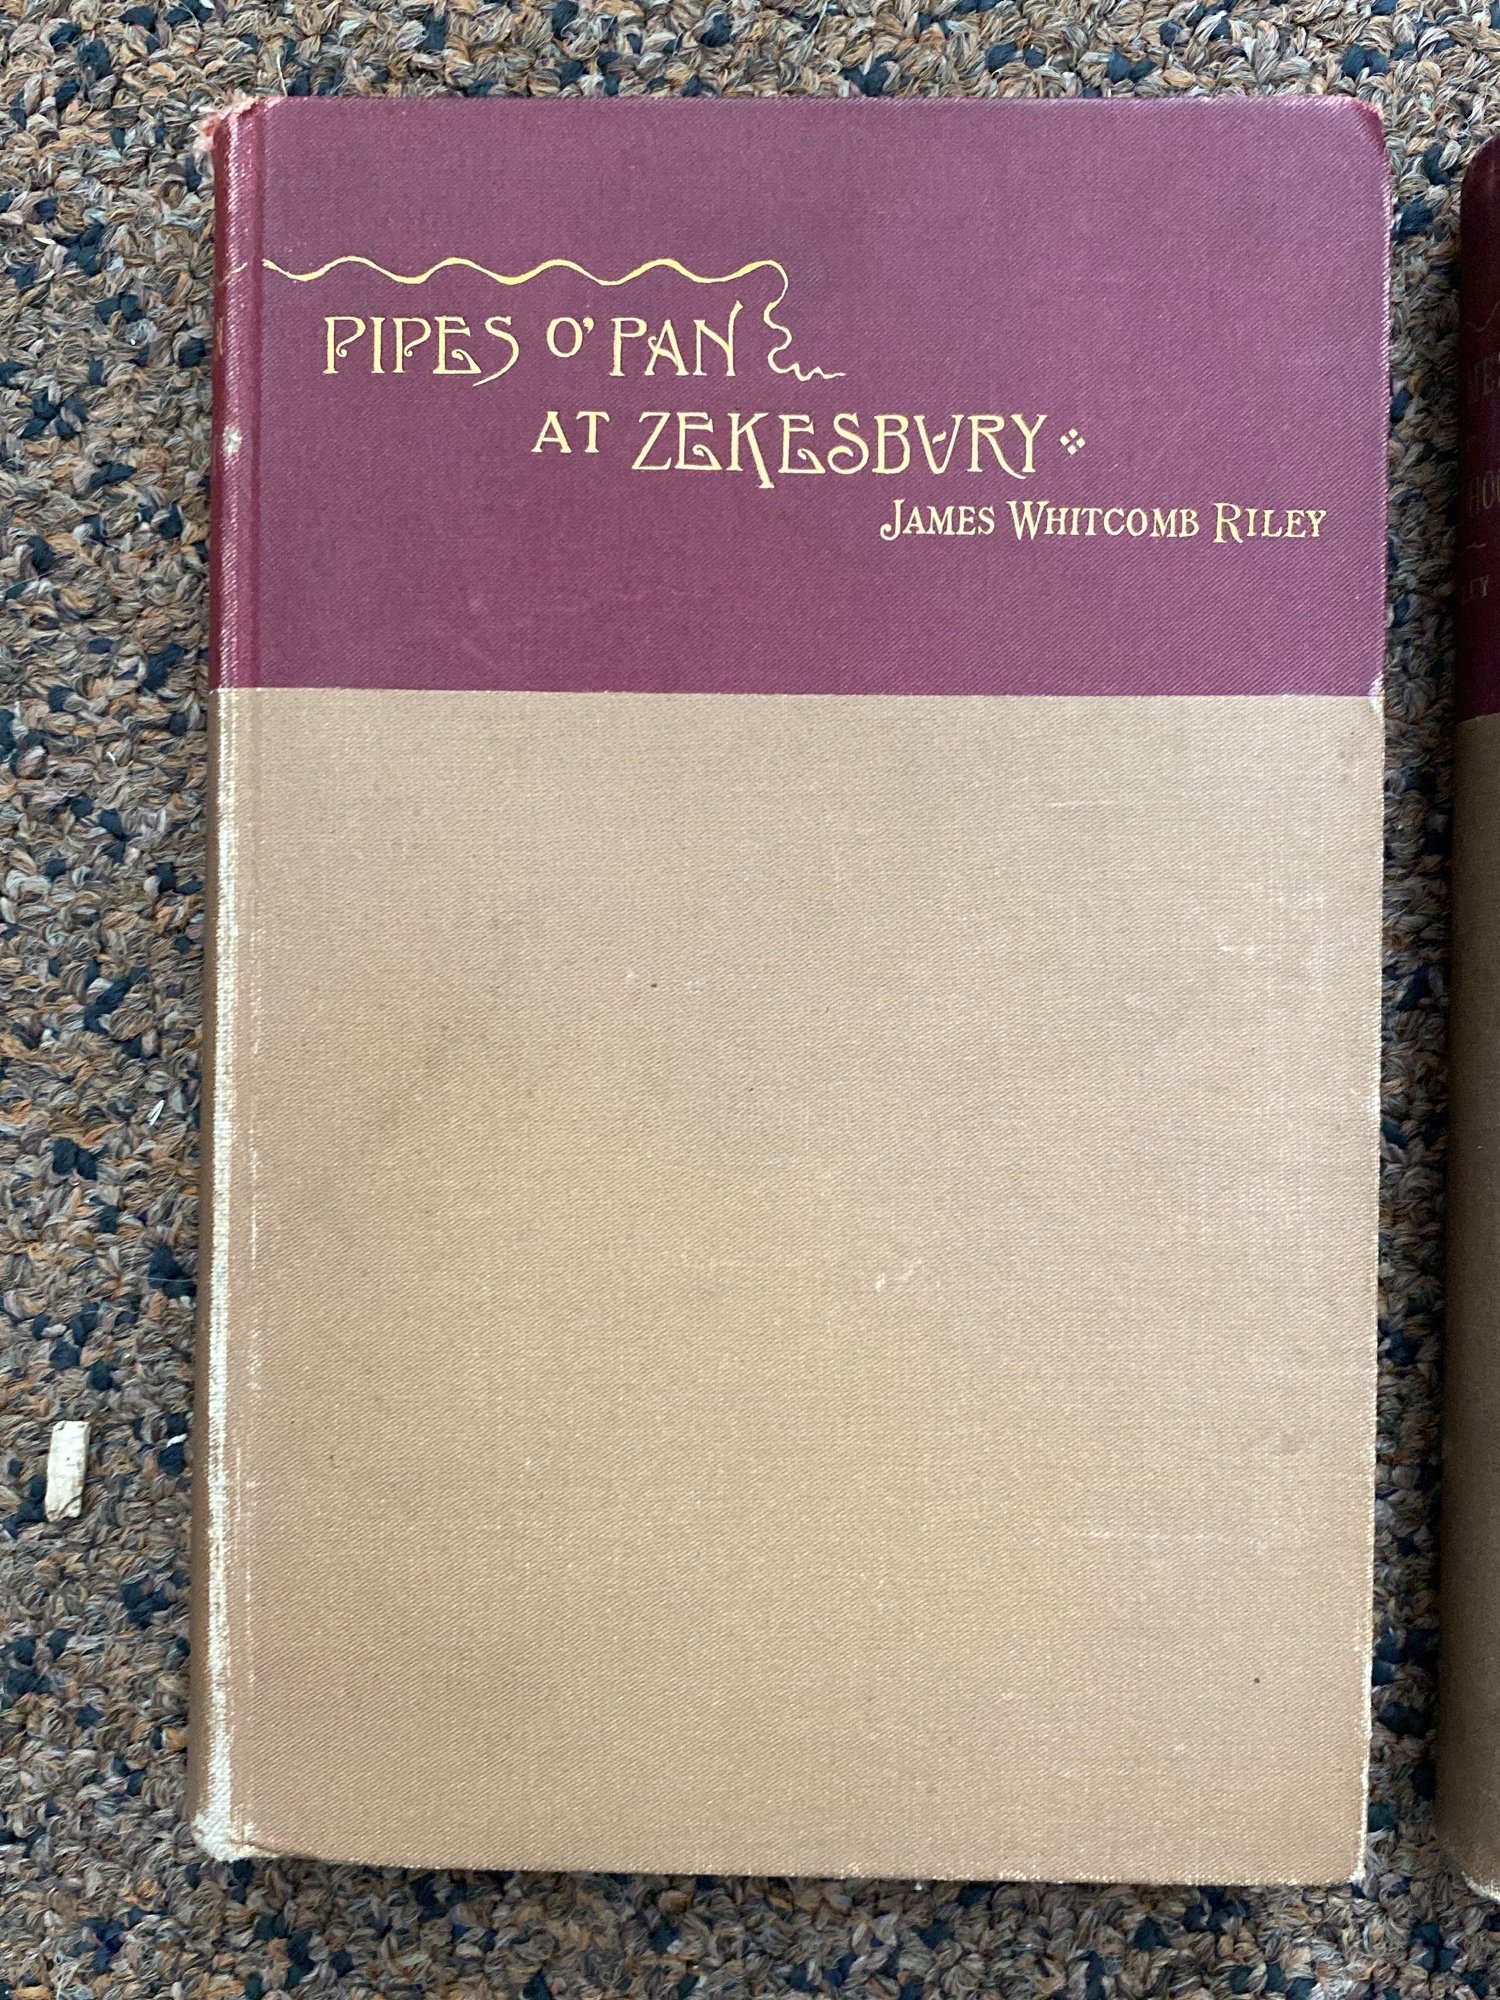 PIPES O' PAN
AT ZEKESBURY
JAMES WHITCOMB RILEY